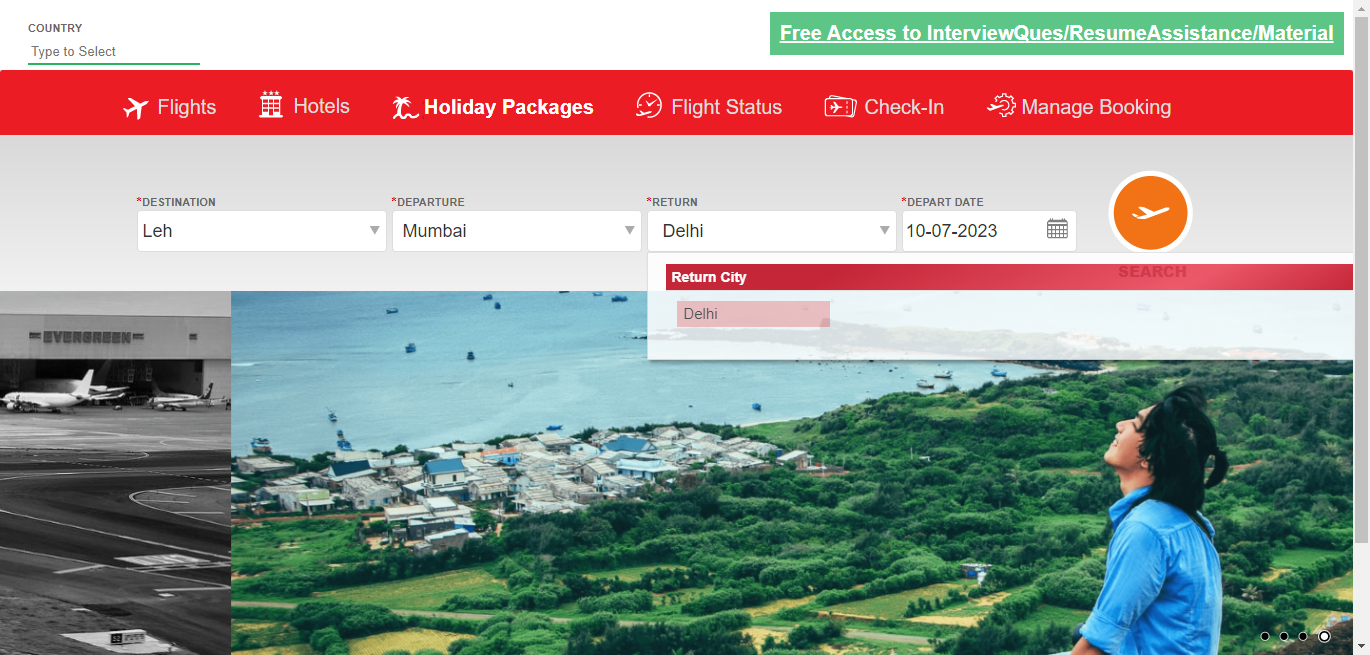 COUNTRY
Type to Select
Free Access to InterviewQues/ResumeAssistance/Material
Flights
Hotels
Holiday Packages
Flight Status
Check-In
Manage Booking
*DESTINATION
*DEPARTURE
*RETURN
*DEPART DATE
Leh
Mumbai
Delhi
10-07-2023
SEARCH
Return City
Delhi
EVERGREEN
52